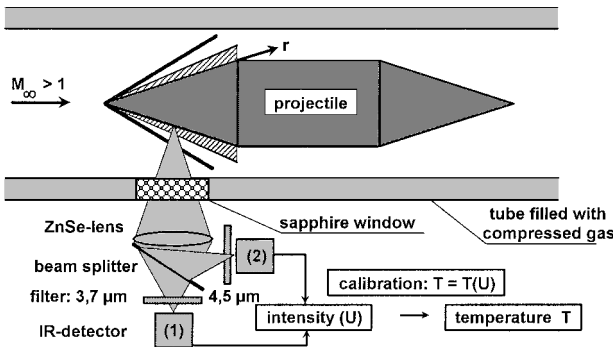 r
M∞ > 1
projectile
ZnSe-lens
sapphire window
tube filled with
compressed gas
beam splitter
(2)
filter: 3,7 µm
4,5 µm
calibration: T = T(U)
IR-detector
(1)
intensity (U)
temperature T